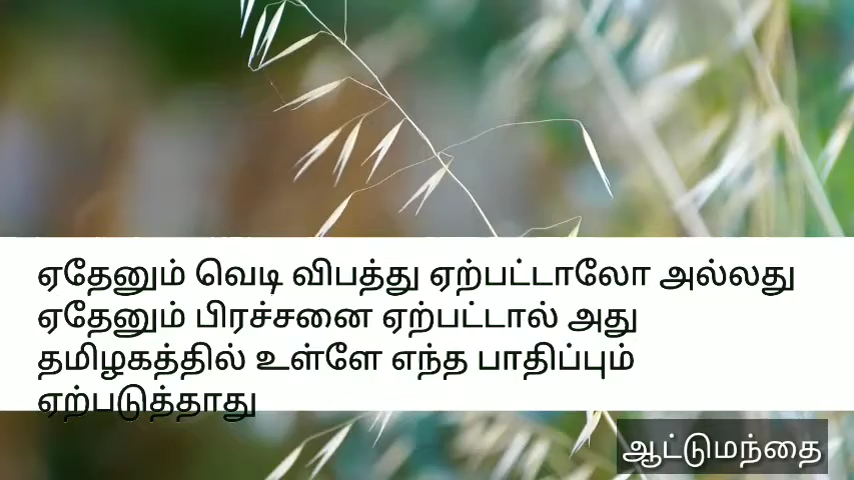 ஏதேனும் வெடி விபத்து ஏற்பட்டாலோ அல்லது
ஏதேனும் பிரச்சனை ஏற்பட்டால் அது
தமிழகத்தில் உள்ளே எந்த பாதிப்பும்
ஏற்படுத்தாது
ஆட்டுமந்தை